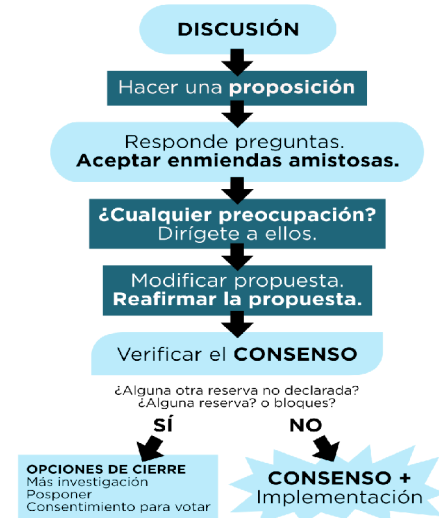 DISCUSIÓN
Hacer una proposición
Responde preguntas.
Aceptar enmiendas amistosas.
¿Cualquier preocupación?
Dirígete a ellos.
Modificar propuesta.
Reafirmar la propuesta.
Verificar el CONSENSO
¿Alguna otra reserva no declarada?
¿Alguna reserva? o bloques?
SÍ
NO
OPCIONES DE CIERRE
Más investigación
Posponer
Consentimiento para votar
CONSENSO +
Implementación